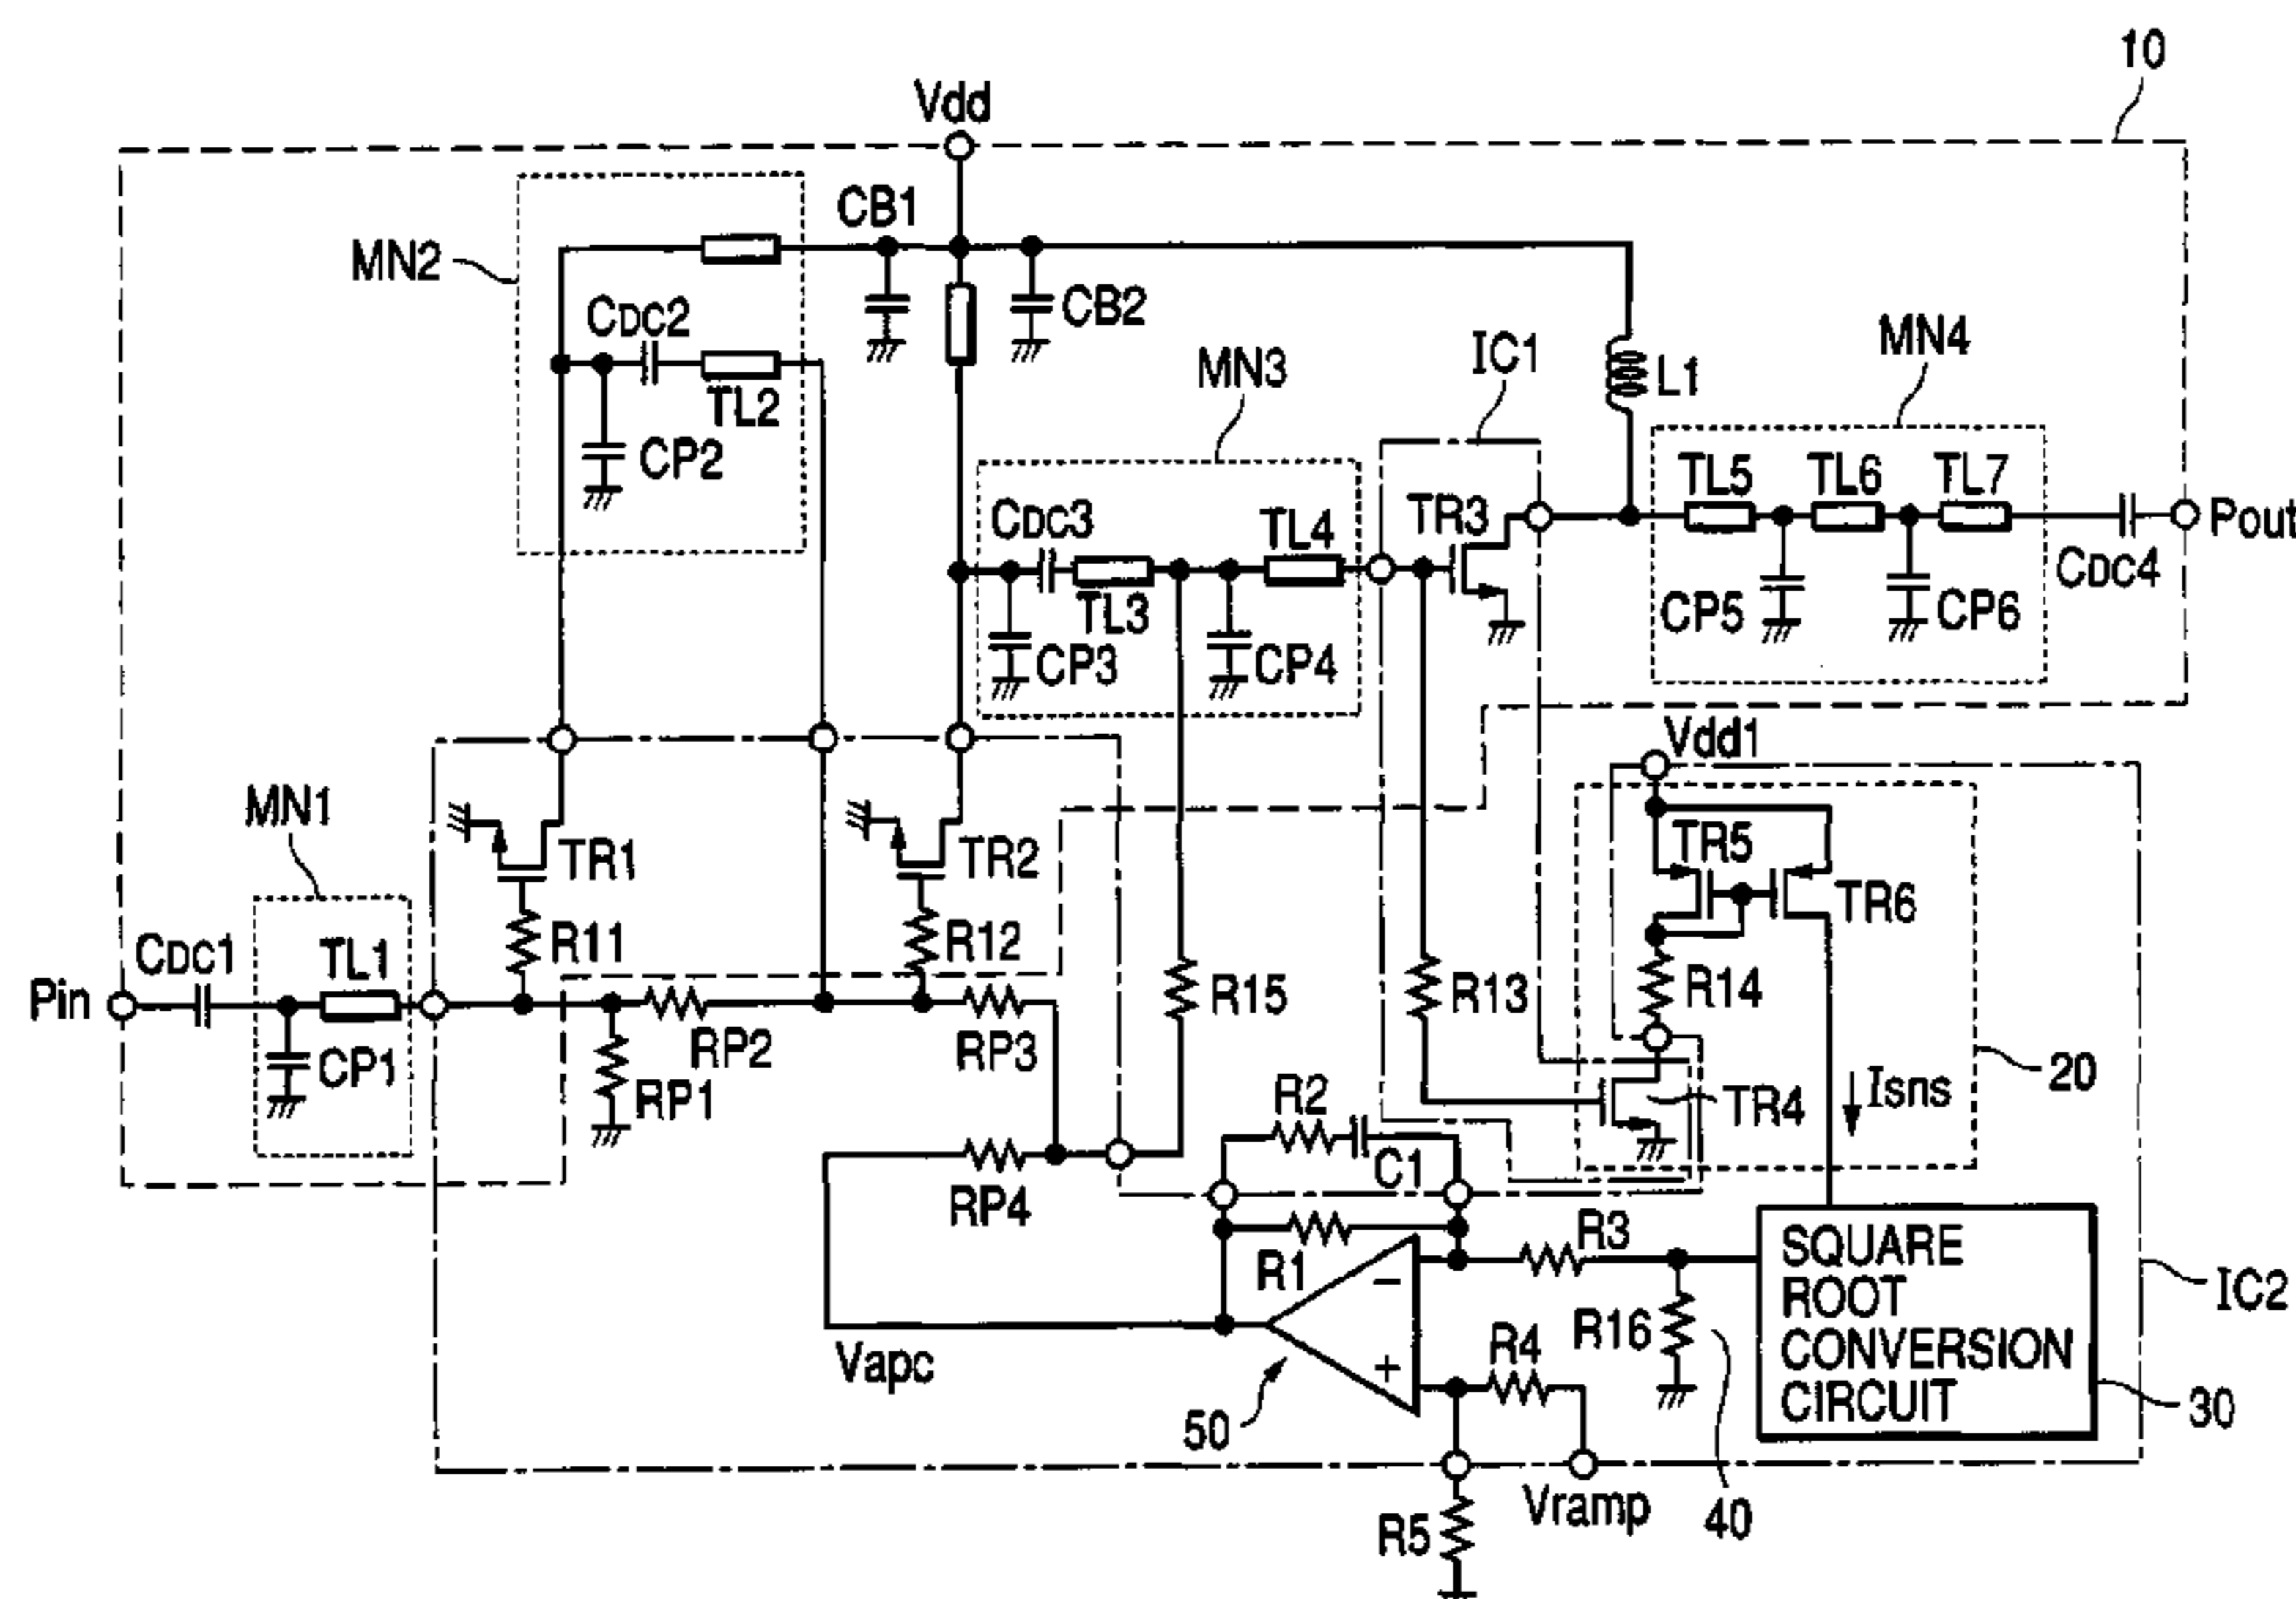 10
Vdd
CB1
MN2
CDC2
CB2
TL2
CP2
MN3
IC1
L1
MN4
TL5 TL6 TL7
Pout
CDC3
TL4
TR3
CDC4
TL3
CP5
CP6
CP3
CP4
Vdd1
MN1
TR1
TR2
TR5
TR6
CDC1
TL1
R11
R12
R15
R13
R14
Pin
CP1
RP2
RP3
RP1
20
Isns
TR4
R2
C1
RP4
R1
R3
SQUARE
ROOT
CONVERSION
CIRCUIT
IC2
R16
−
+
R4
Vapc
50
30
Vramp
40
R5